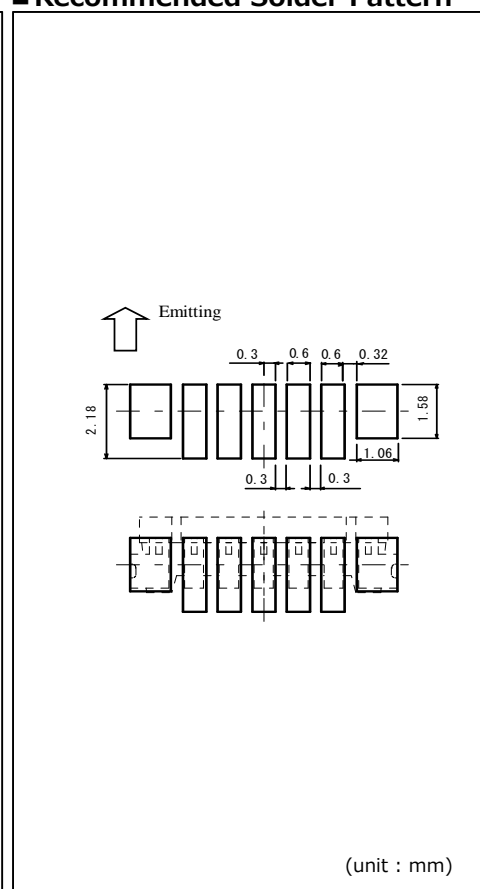 ■ Recommended Solder Pattern
Emitting
0.3 0.6 0.6 0.32
2.18
1.58
1.06
0.3 0.3
(unit : mm)